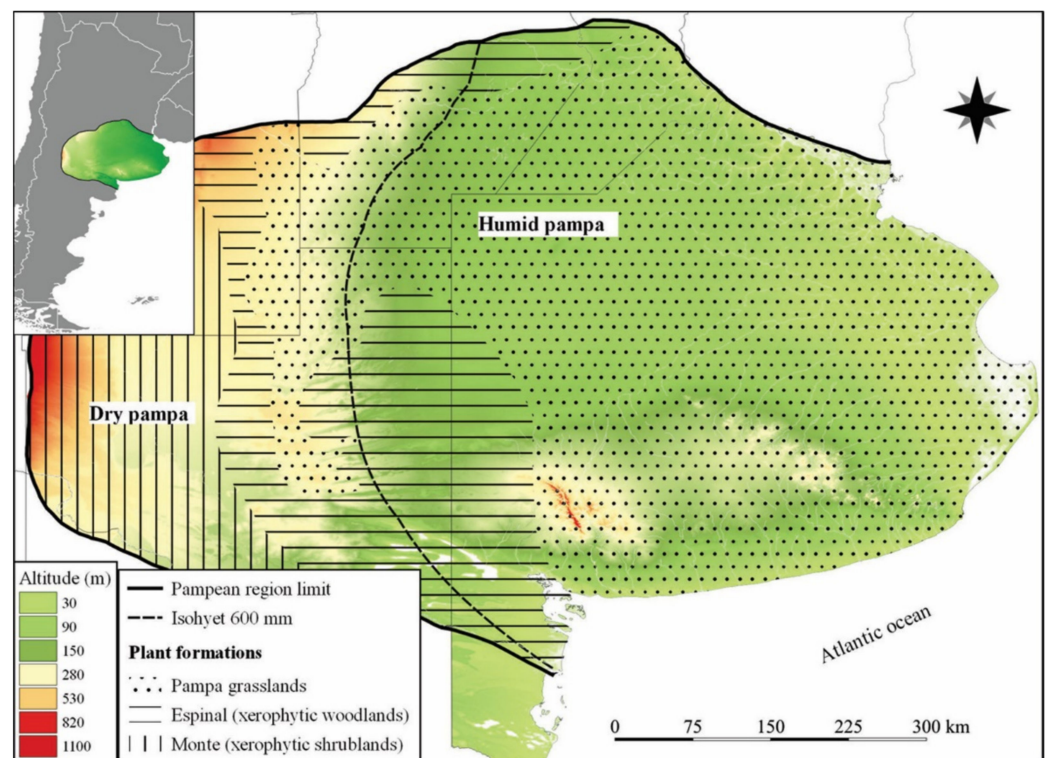 Humid pampa
Dry pampa
Atlantic ocean
Altitude (m)
30
90
150
280
530
820
1100
Pampean region limit
Isohyet 600 mm
Plant formations
Pampa grasslands
Espinal (xerophytic woodlands)
Monte (xerophytic shrublands)
0 75 150 225 300 km